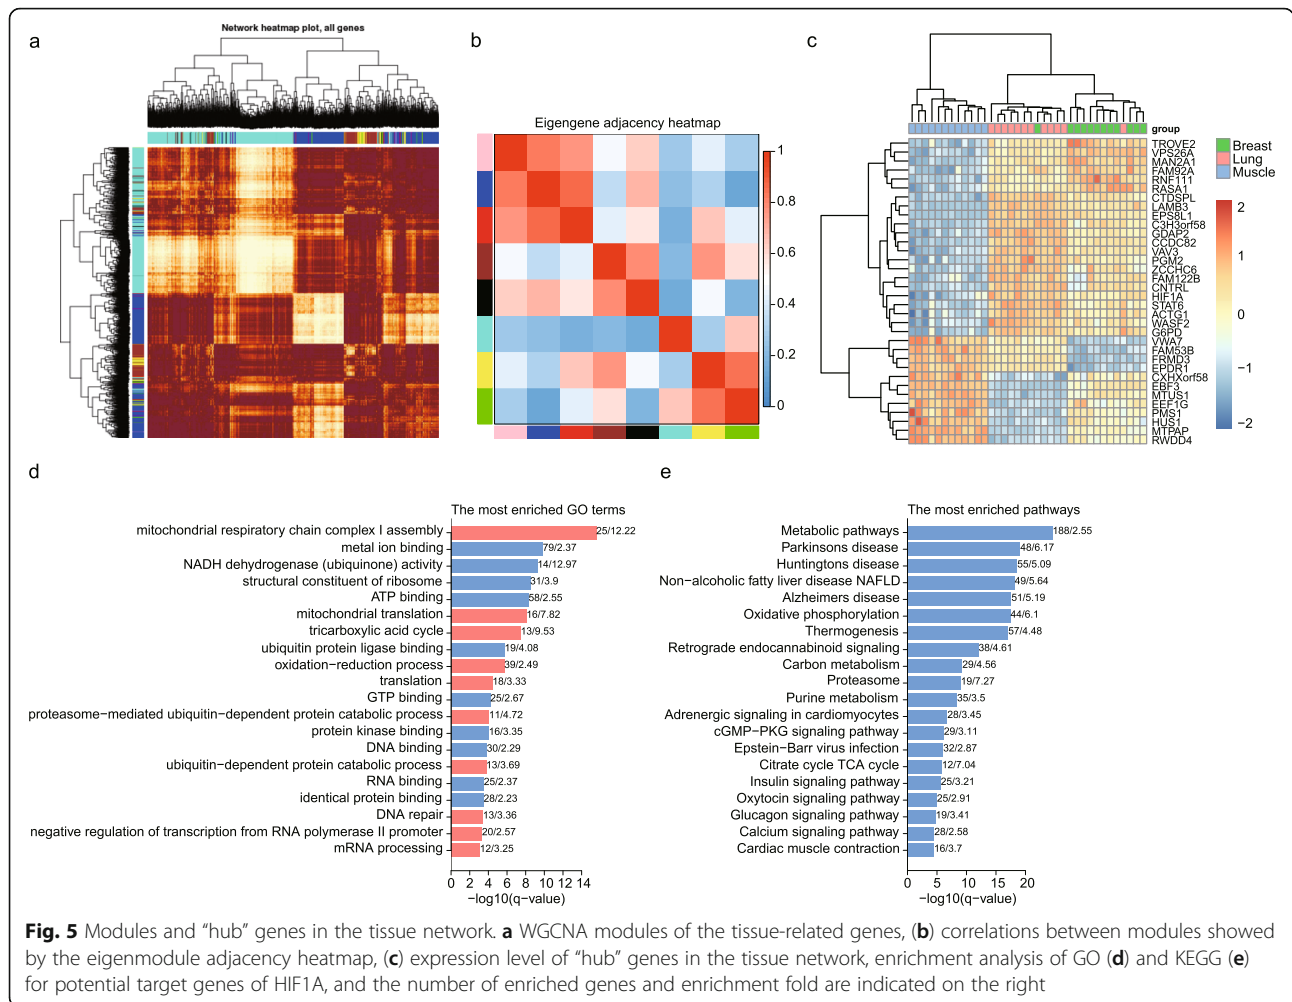 a
Network heatmap plot, all genes
b
Eigengene adjacency heatmap
1
0.8
0.6
0.4
0.2
0
c
group
TROVE2
VPS26A
MAN2A1
FAM92A
RNF111
RASA1
CTDSPL
LAMB3
EPS8L1
C3H3orf58
GDAP2
CCDC82
VAV3
PGM2
ZCCHC6
FAM122B
CNTRL
HIF1A
STAT6
ACTG1
WASF2
G6PD
VWA7
FAM53B
FRMD3
EPDR1
CXHXorf58
EBF3
MTUS1
EEF1G
PMS1
HUS1
MTPAP
RWDD4
Breast
Lung
Muscle
2
1
0
−1
−2
d
The most enriched GO terms
mitochondrial respiratory chain complex I assembly 25/12.22
metal ion binding 79/2.37
NADH dehydrogenase (ubiquinone) activity 14/12.97
structural constituent of ribosome 31/3.9
ATP binding 58/2.55
mitochondrial translation 16/7.82
tricarboxylic acid cycle 13/9.53
ubiquitin protein ligase binding 19/4.08
oxidation−reduction process 39/2.49
translation 18/3.33
GTP binding 25/2.67
proteasome−mediated ubiquitin−dependent protein catabolic process 11/4.72
protein kinase binding 16/3.35
DNA binding 30/2.29
ubiquitin−dependent protein catabolic process 13/3.69
RNA binding 25/2.37
identical protein binding 28/2.23
DNA repair 13/3.36
negative regulation of transcription from RNA polymerase II promoter 20/2.57
mRNA processing 12/3.25
0 2 4 6 8 10 12 14
−log10(q−value)
e
The most enriched pathways
Metabolic pathways 188/2.55
Parkinsons disease 48/6.17
Huntingtons disease 55/5.09
Non−alcoholic fatty liver disease NAFLD 49/5.64
Alzheimers disease 51/5.19
Oxidative phosphorylation 44/6.1
Thermogenesis 57/4.48
Retrograde endocannabinoid signaling 38/4.61
Carbon metabolism 29/4.56
Proteasome 19/7.27
Purine metabolism 35/3.5
Adrenergic signaling in cardiomyocytes 28/3.45
cGMP−PKG signaling pathway 29/3.11
Epstein−Barr virus infection 32/2.87
Citrate cycle TCA cycle 12/7.04
Insulin signaling pathway 25/3.21
Oxytocin signaling pathway 25/2.91
Glucagon signaling pathway 19/3.41
Calcium signaling pathway 28/2.58
Cardiac muscle contraction 16/3.7
0 5 10 15 20
−log10(q−value)
Fig. 5 Modules and “hub” genes in the tissue network. a WGCNA modules of the tissue-related genes, (b) correlations between modules showed
by the eigenmodule adjacency heatmap, (c) expression level of “hub” genes in the tissue network, enrichment analysis of GO (d) and KEGG (e)
for potential target genes of HIF1A, and the number of enriched genes and enrichment fold are indicated on the right